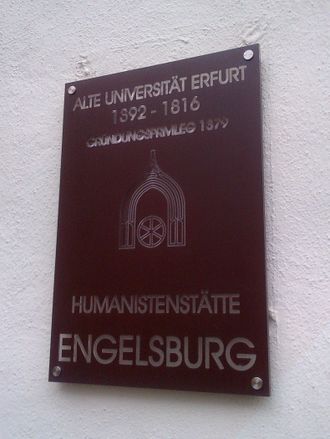 ALTE UNIVERSITÄT ERFURT
1392 - 1816
GRÜNDUNGSPRIVILEG 1379
HUMANISTENSTÄTTE
ENGELSBURG